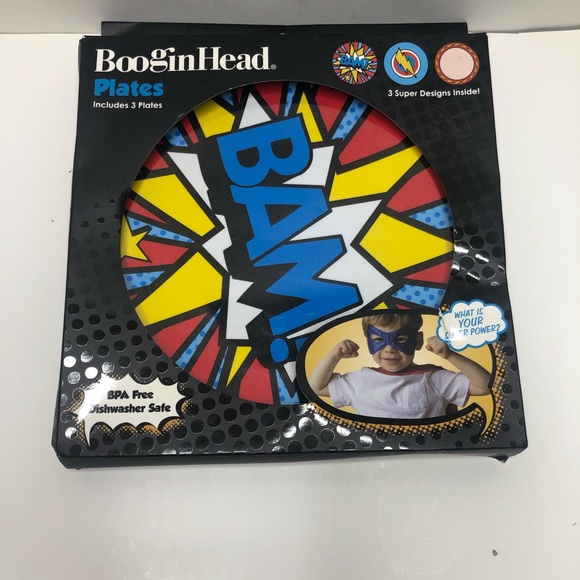 BooginHead®
Plates
Includes 3 Plates
BAM!
3 Super Designs Inside!
BAM!
WHAT IS
YOUR
SUPER POWER?
BPA Free
Dishwasher Safe